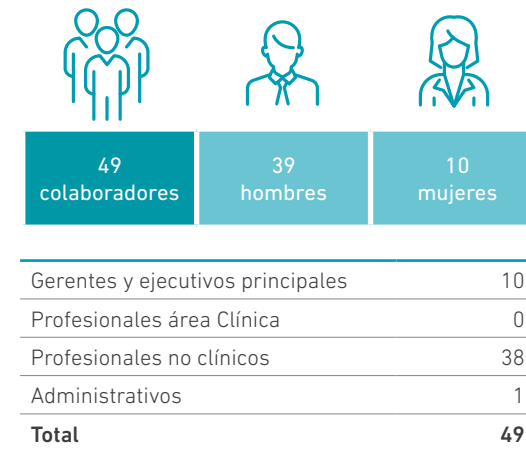 49
colaboradores
39
hombres
10
mujeres
Gerentes y ejecutivos principales 10
Profesionales área Clínica 0
Profesionales no clínicos 38
Administrativos 1
Total 49